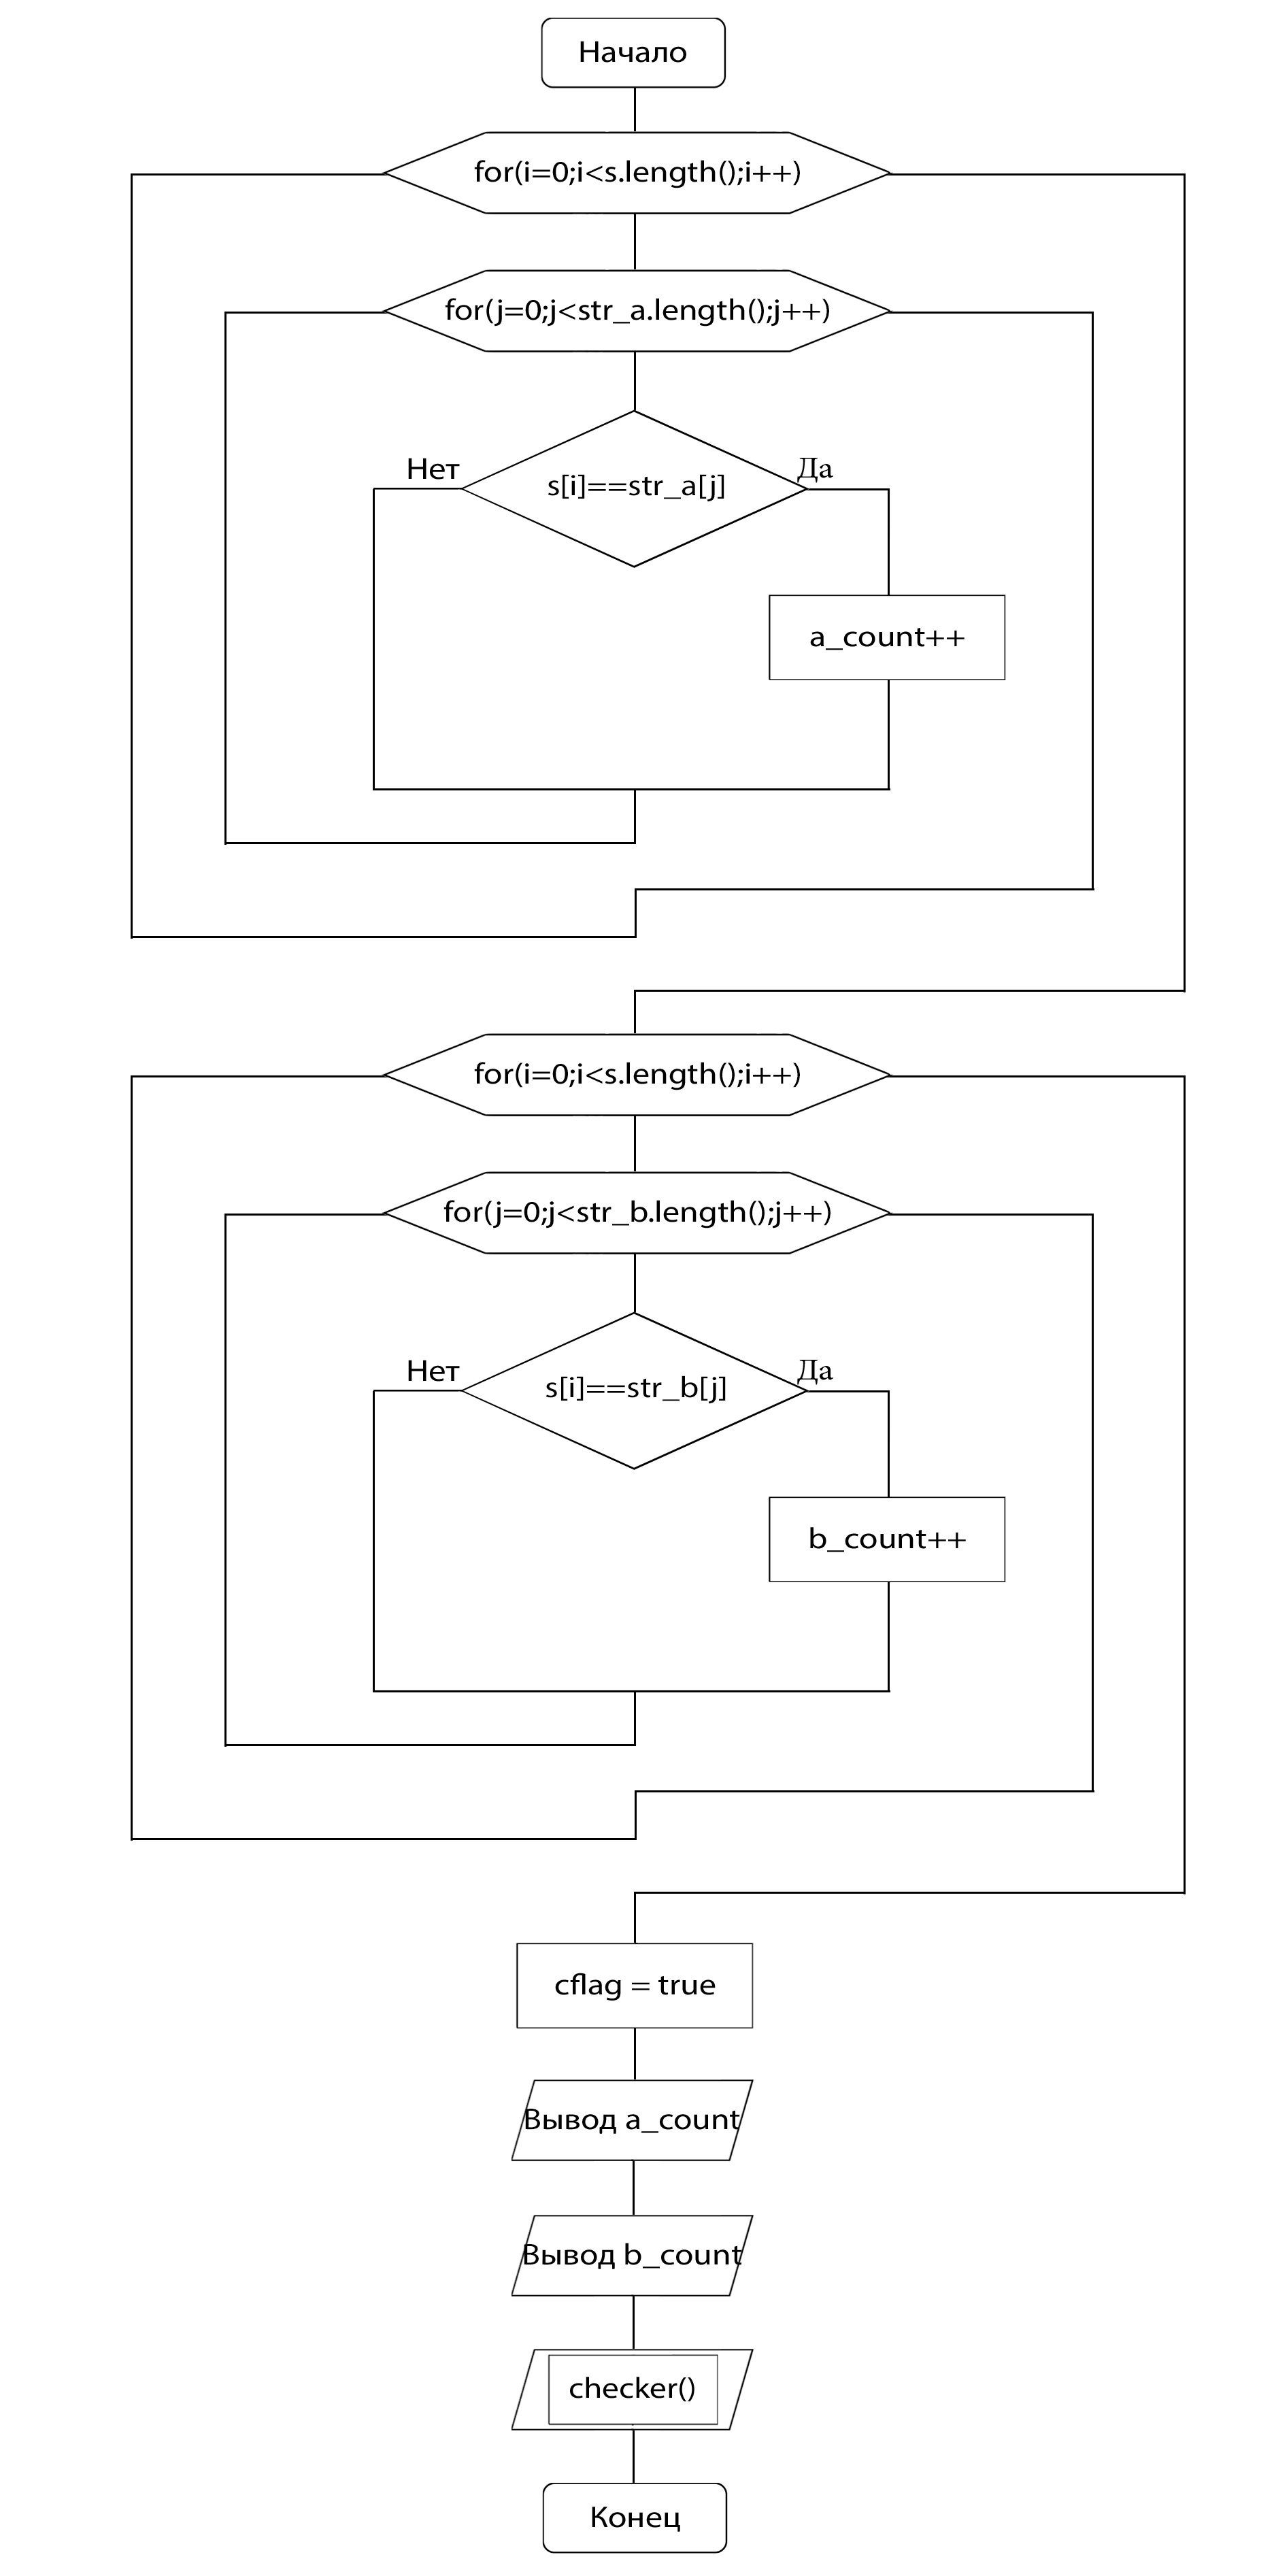 Начало
for(i=0;i<s.length();i++)
for(j=0;j<str_a.length();j++)
Нет
Да
s[i]==str_a[j]
a_count++
for(i=0;i<s.length();i++)
for(j=0;j<str_b.length();j++)
Нет
Да
s[i]==str_b[j]
b_count++
cflag = true
Вывод a_count
Вывод b_count
checker()
Конец